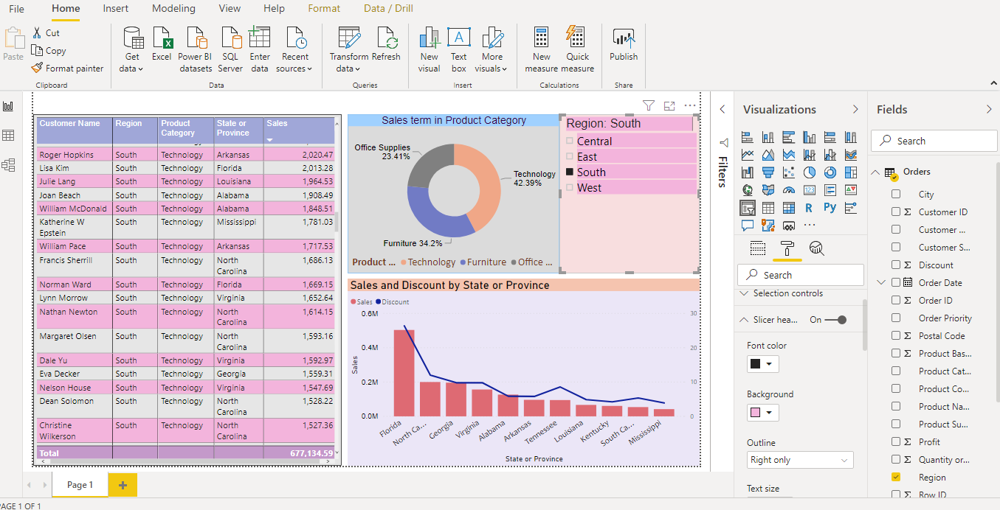 File Home Insert Modeling View Help Format Data / Drill
Paste
Cut
Copy
Format painter
Clipboard
Get data
Excel
Power BI datasets
SQL Server
Enter data
Recent sources
Data
Transform data
Refresh
Queries
New visual
Text box
More visuals
Insert
New measure
Quick measure
Calculations
Publish
Share
Customer Name Region Product Category State or Province Sales
Roger Hopkins South Technology Arkansas 2,020.47
Lisa Kim South Technology Florida 2,013.28
Julie Lang South Technology Louisiana 1,964.53
Joan Beach South Technology Alabama 1,908.49
William McDonald South Technology Alabama 1,848.51
Katherine W Epstein South Technology Mississippi 1,781.03
William Pace South Technology Arkansas 1,717.53
Francis Sherrill South Technology North Carolina 1,686.13
Norman Ward South Technology Florida 1,669.15
Lynn Morrow South Technology Virginia 1,652.64
Nathan Newton South Technology North Carolina 1,614.15
Margaret Olsen South Technology North Carolina 1,593.16
Dale Yu South Technology Virginia 1,592.97
Eva Decker South Technology Georgia 1,559.31
Nelson House South Technology Virginia 1,547.69
Dean Solomon South Technology North Carolina 1,528.22
Christine Wilkerson South Technology North Carolina 1,527.36
Total 677,134.59
Sales term in Product Category
Office Supplies
23.41%
Technology
42.39%
Furniture 34.2%
Product ... Technology Furniture Office ...
Region: South
Central
East
South
West
Sales and Discount by State or Province
Sales Discount
0.6M
0.4M
0.2M
0.0M
Sales
30
20
10
0
Florida
North Ca...
Georgia
Virginia
Alabama
Arkansas
Tennessee
Louisiana
Kentucky
South Ca...
Mississippi
State or Province
Filters
Visualizations
R Py
123
Search
Selection controls
Slicer hea... On
Font color
Background
Outline
Right only
Text size
Fields
Search
Orders
City
Customer ID
Customer ...
Customer S...
Discount
Order Date
Order ID
Order Priority
Postal Code
Product Bas...
Product Cat...
Product Co...
Product Na...
Product Su...
Profit
Quantity or...
Region
Row ID
Page 1
PAGE 1 OF 1